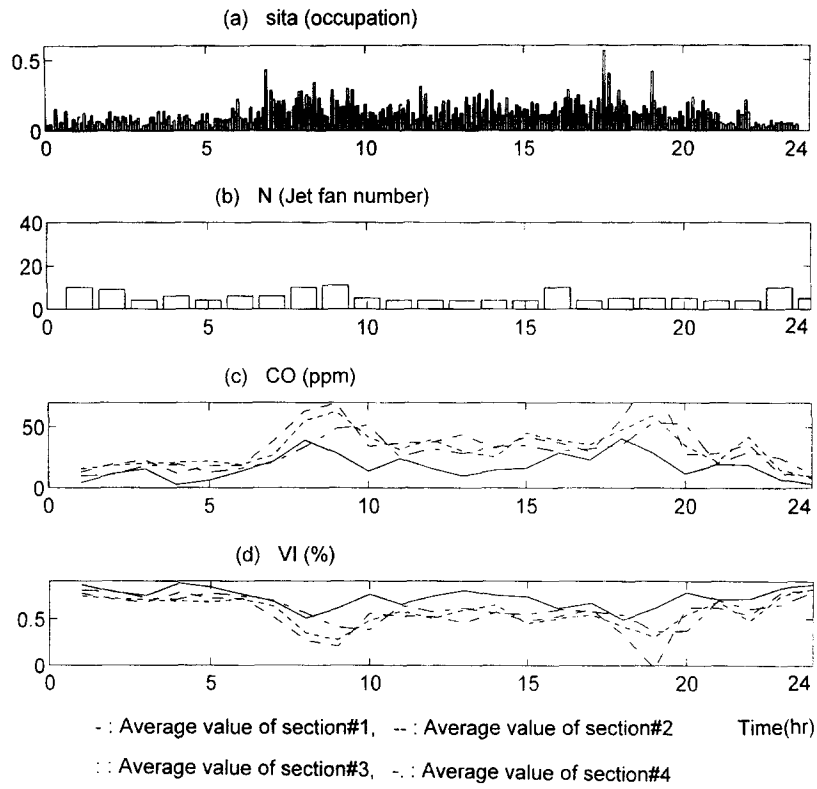 (a) sita (occupation)
0.5
0
0 5 10 15 20 24
(b) N (Jet fan number)
40
20
0
0 5 10 15 20 24
(c) CO (ppm)
50
0
0 5 10 15 20 24
(d) VI (%)
0.5
0
0 5 10 15 20 24
- : Average value of section#1, -- : Average value of section#2 Time(hr)
: : Average value of section#3, -. : Average value of section#4